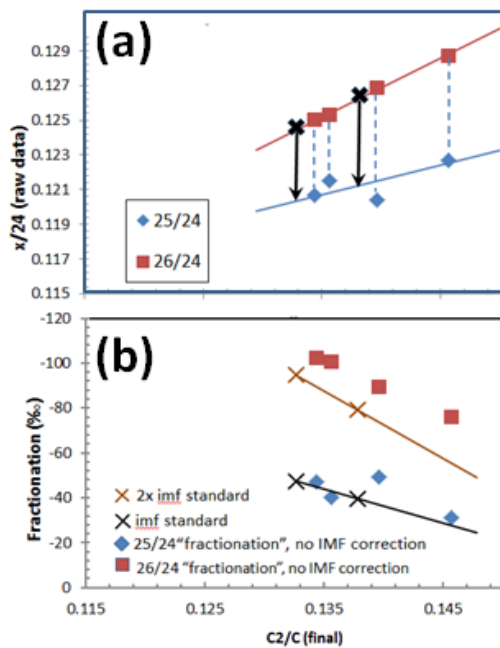 (a)
x/24 (raw data)
0.129
0.127
0.125
0.123
0.121
0.119
0.117
0.115
25/24
26/24
(b)
Fractionation (‰)
-120
-100
-80
-60
-40
-20
0
2x imf standard
imf standard
25/24“fractionation”, no IMF correction
26/24 “fractionation”, no IMF correction
0.115 0.125 0.135 0.145
C2/C (final)